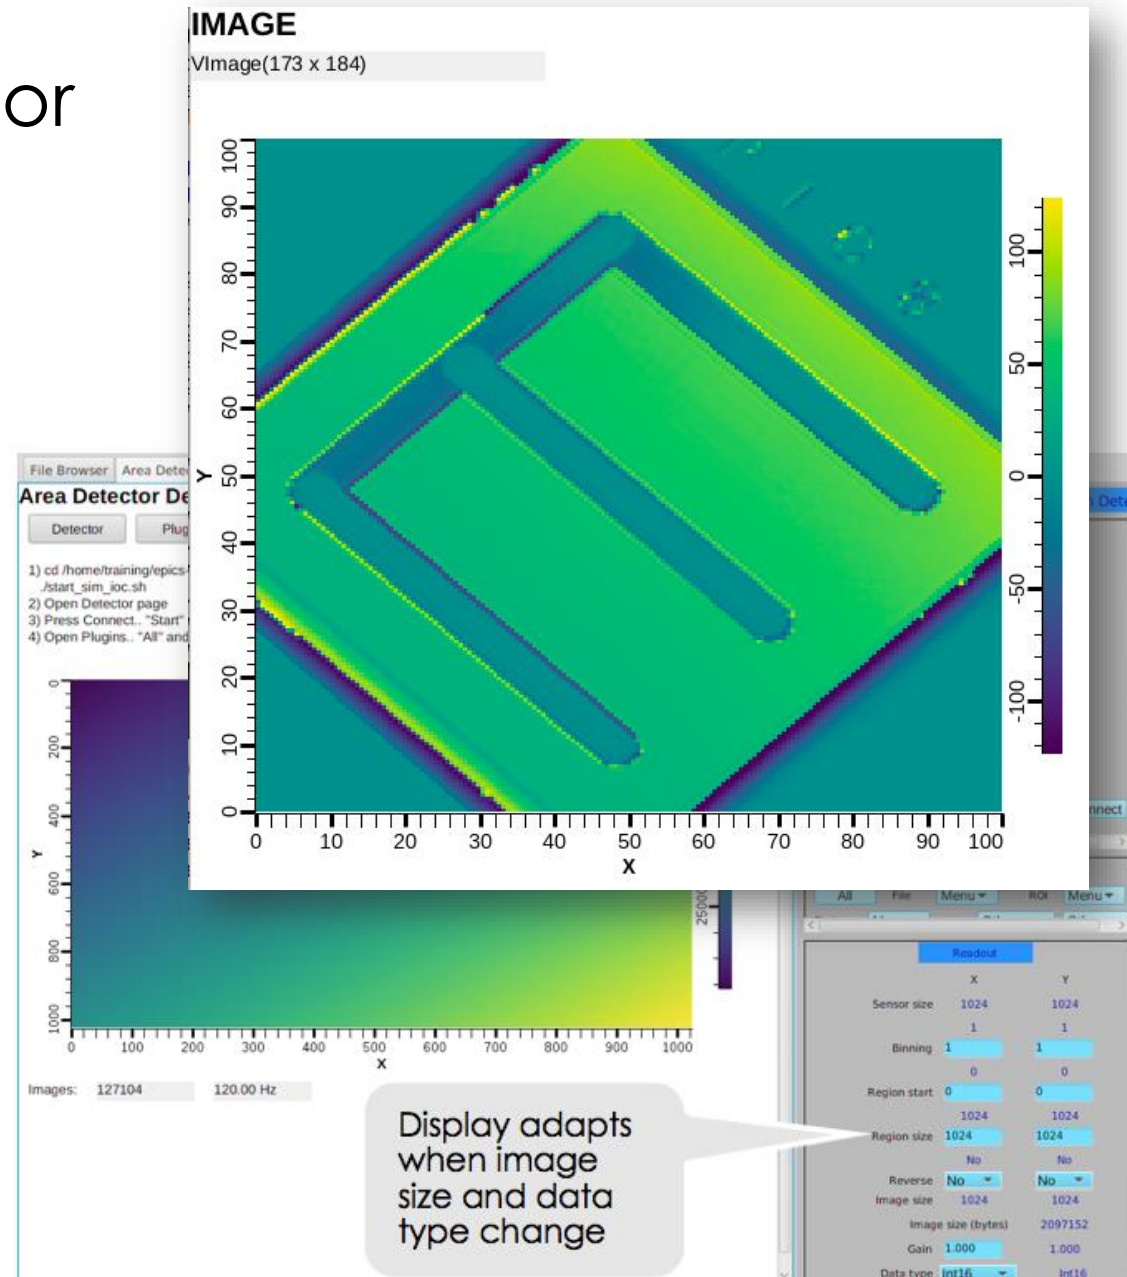 or
IMAGE
VImage(173 x 184)
100
90
80
70
60
50
40
30
20
10
0
Y
0 10 20 30 40 50 60 70 80 90 100
X
100
50
0
-50
-100
File Browser Area Dete
Area Detector De
Detector Plug
1) cd /home/training/epics-
./start_sim_ioc.sh
2) Open Detector page
3) Press Connect.. "Start"
4) Open Plugins.. "All" and
Dete
nnect
0
200
400
600
800
1000
Y
0 100 200 300 400 500 600 700 800 900 1000
X
25000
Images: 127104 120.00 Hz
All File Menu ROI Menu
Readout
X Y
Sensor size 1024 1024
1 1
Binning 1 1
0 0
Region start 0 0
1024 1024
Region size 1024 1024
No No
Reverse No No
Image size 1024 1024
Image size (bytes) 2097152
Gain 1.000 1.000
Data type Int16 Int16
Display adapts
when image
size and data
type change